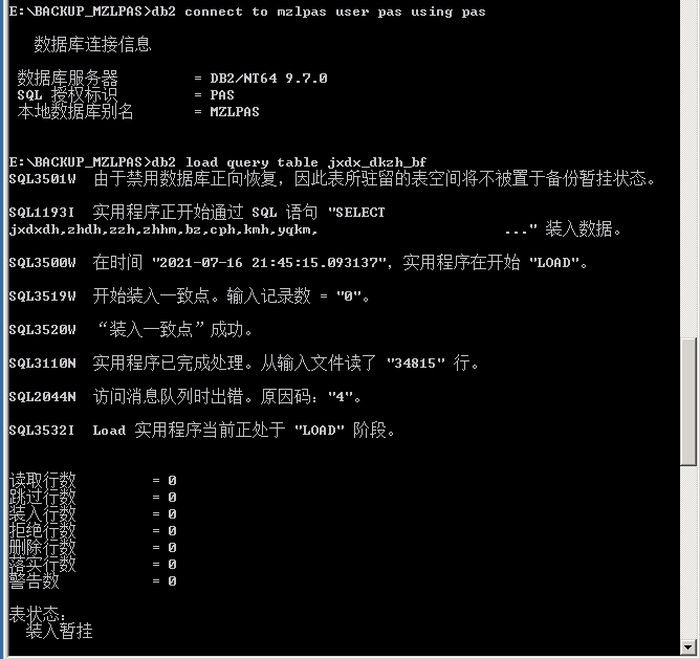 E:\BACKUP_MZLPAS>db2 connect to mzlpas user pas using pas
数据库连接信息
数据库服务器 = DB2/NT64 9.7.0
SQL 授权标识 = PAS
本地数据库别名 = MZLPAS
E:\BACKUP_MZLPAS>db2 load query table jxdx_dkzh_bf
SQL3501W 由于禁用数据库正向恢复，因此表所驻留的表空间将不被置于备份暂挂状态。
SQL1193I 实用程序正开始通过 SQL 语句 "SELECT
jxdxdh,zhdh,zzh,zhhm,bz,cph,kmh,yqkm, ..." 装入数据。
SQL3500W 在时间 "2021-07-16 21:45:15.093137"，实用程序在开始 "LOAD"。
SQL3519W 开始装入一致点。输入记录数 = "0"。
SQL3520W “装入一致点”成功。
SQL3110N 实用程序已完成处理。从输入文件读了 "34815" 行。
SQL2044N 访问消息队列时出错。原因码："4"。
SQL3532I Load 实用程序当前正处于 "LOAD" 阶段。
读取行数 = 0
跳过行数 = 0
装入行数 = 0
拒绝行数 = 0
删除行数 = 0
落实行数 = 0
警告数 = 0
表状态：
装入暂挂